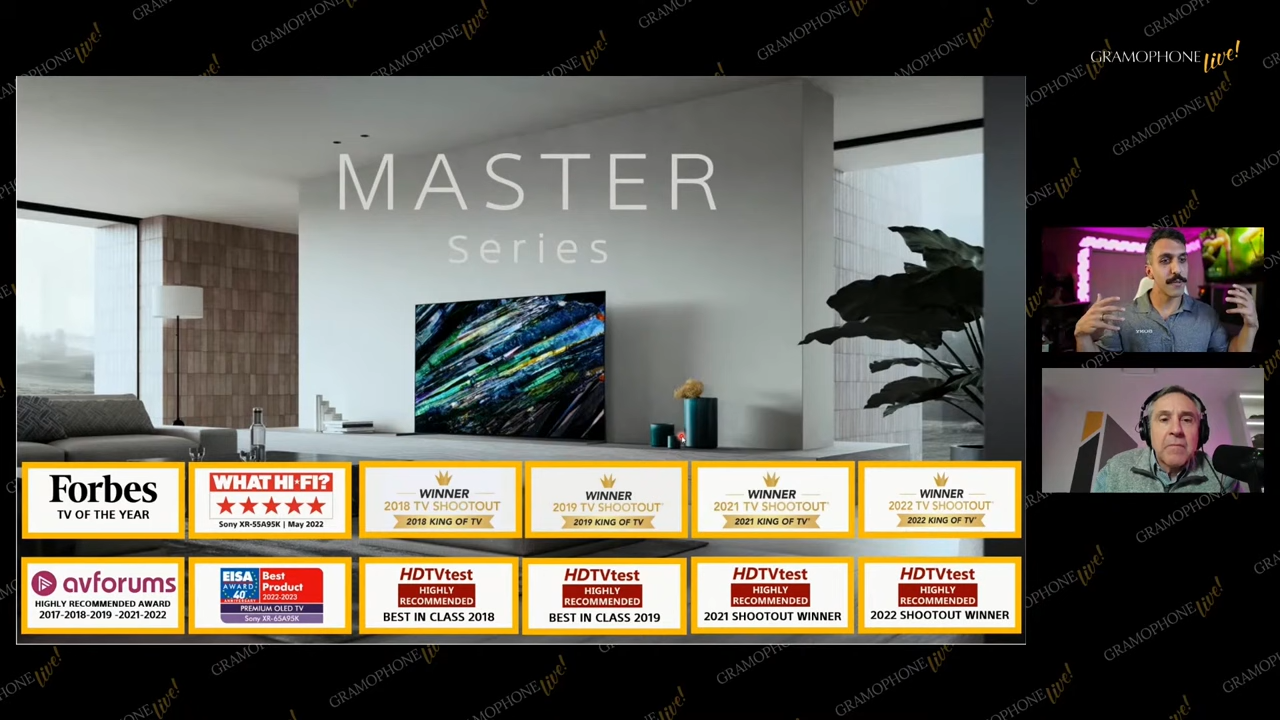 GRAMOPHONE live!
MASTER
Series
Forbes
TV OF THE YEAR
WHAT HI-FI?
Sony XR-55A95K | May 2022
WINNER
2018 TV SHOOTOUT
2018 KING OF TV
WINNER
2019 TV SHOOTOUT
2019 KING OF TV
WINNER
2021 TV SHOOTOUT
2021 KING OF TV
WINNER
2022 TV SHOOTOUT
2022 KING OF TV
avforums
HIGHLY RECOMMENDED AWARD
2017-2018-2019 -2021-2022
EISA
AWARD
40
ANNIVERSARY
Best
Product
2022-2023
PREMIUM OLED TV
Sony XR-65A95K
HDTVtest
HIGHLY
RECOMMENDED
BEST IN CLASS 2018
HDTVtest
HIGHLY
RECOMMENDED
BEST IN CLASS 2019
HDTVtest
HIGHLY
RECOMMENDED
2021 SHOOTOUT WINNER
HDTVtest
HIGHLY
RECOMMENDED
2022 SHOOTOUT WINNER